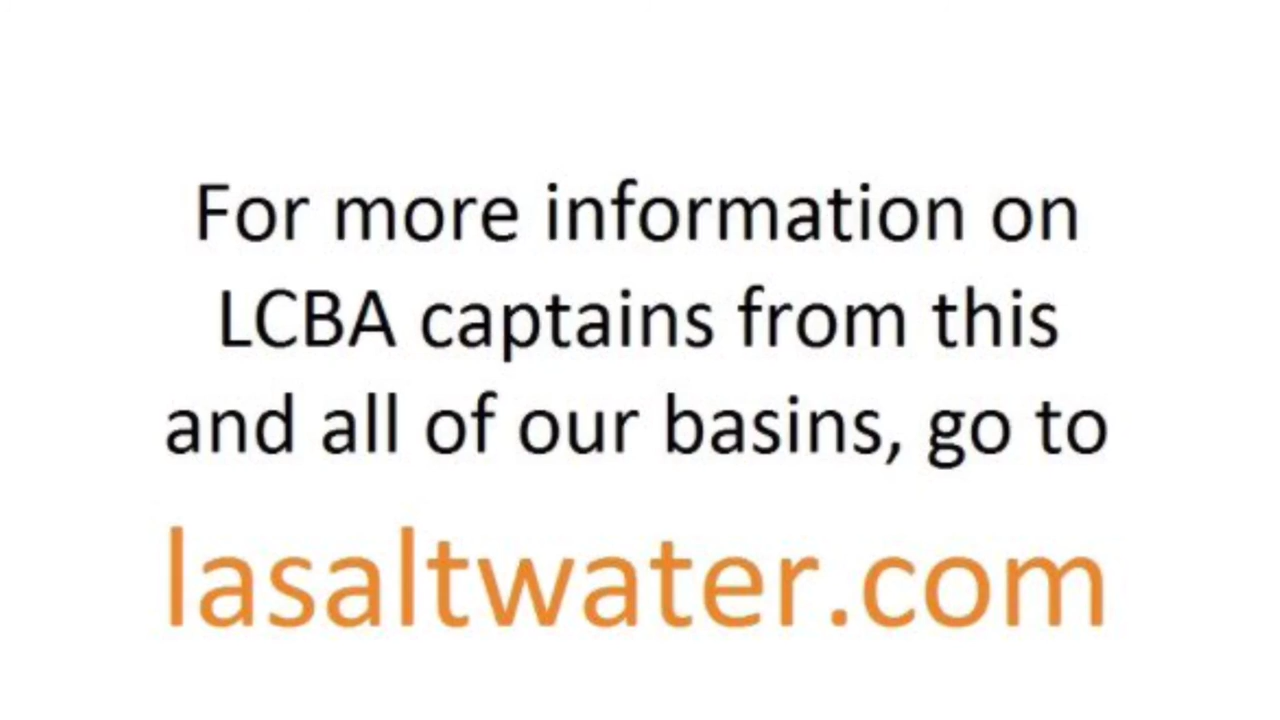 For more information on
LCBA captains from this
and all of our basins, go to
lasaltwater.com